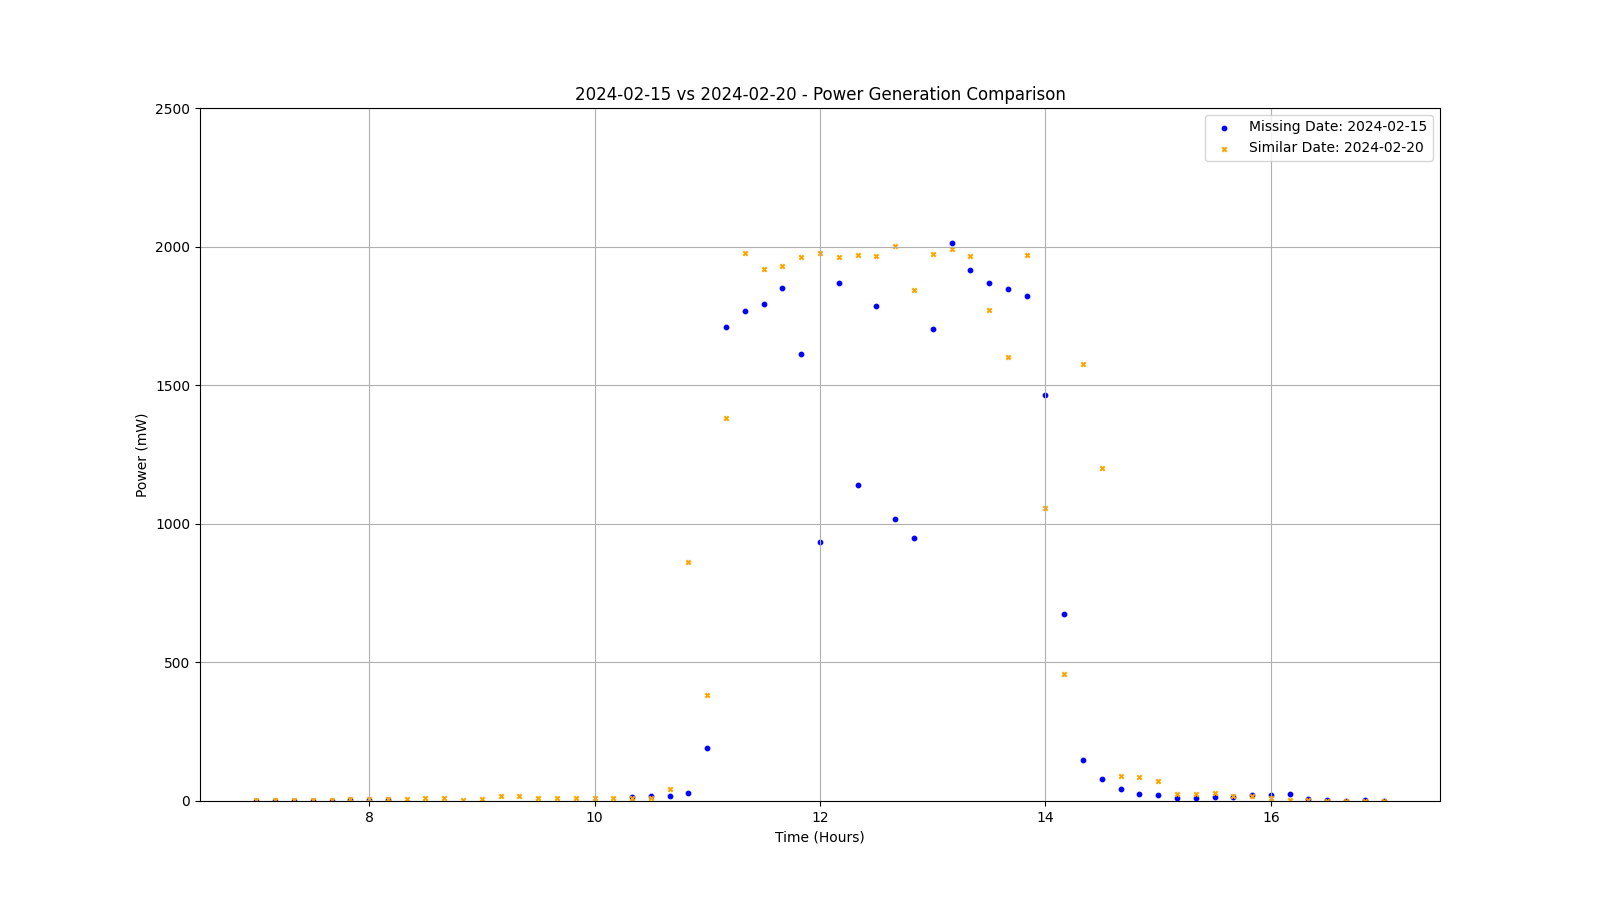 2024-02-15 vs 2024-02-20 - Power Generation Comparison
Missing Date: 2024-02-15
Similar Date: 2024-02-20
Power (mW)
2500
2000
1500
1000
500
0
8 10 12 14 16
Time (Hours)